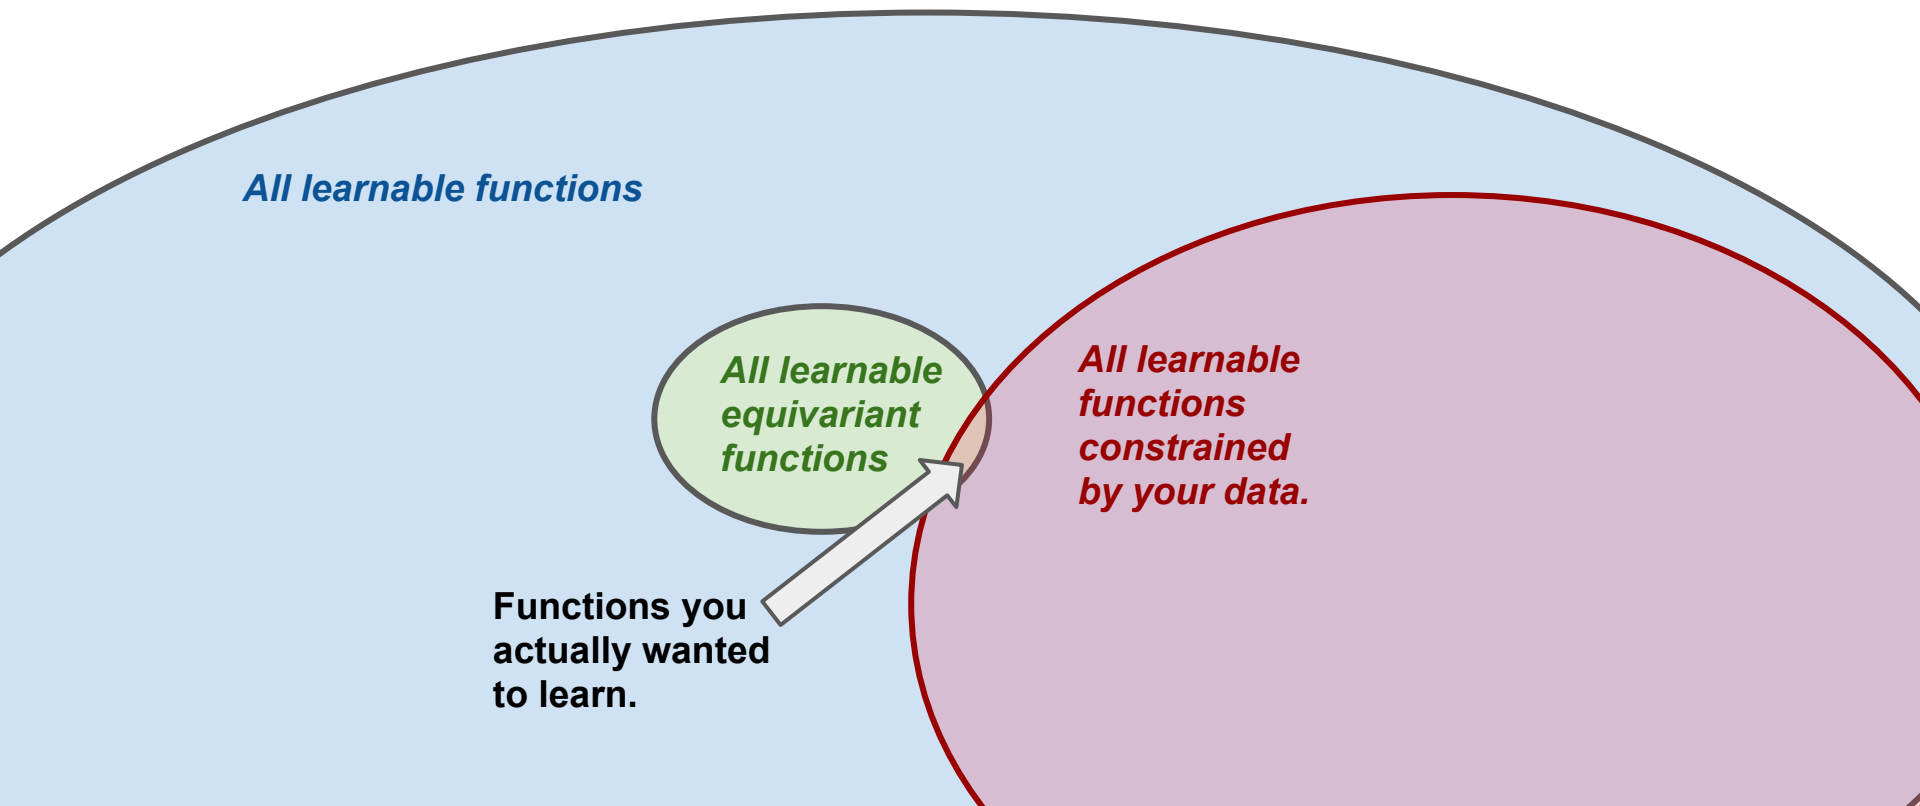 All learnable functions
All learnable
equivariant
functions
All learnable
functions
constrained
by your data.
Functions you
actually wanted
to learn.